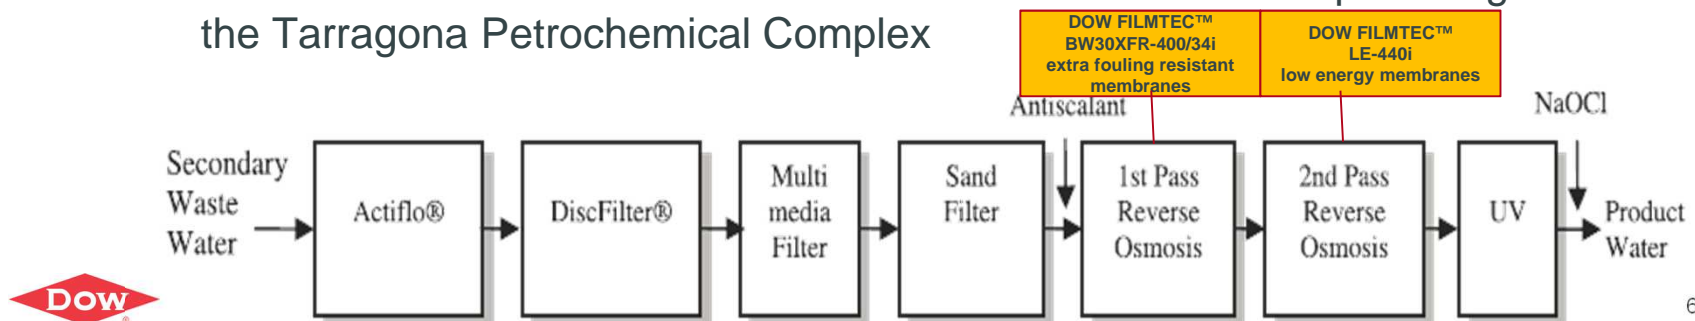 the Tarragona Petrochemical Complex
DOW FILMTEC™
BW30XFR-400/34i
extra fouling resistant
membranes
DOW FILMTEC™
LE-440i
low energy membranes
Antiscalant
NaOCl
Secondary
Waste
Water
Actiflo®
DiscFilter®
Multi
media
Filter
Sand
Filter
1st Pass
Reverse
Osmosis
2nd Pass
Reverse
Osmosis
UV
Product
Water
DOW
®
6